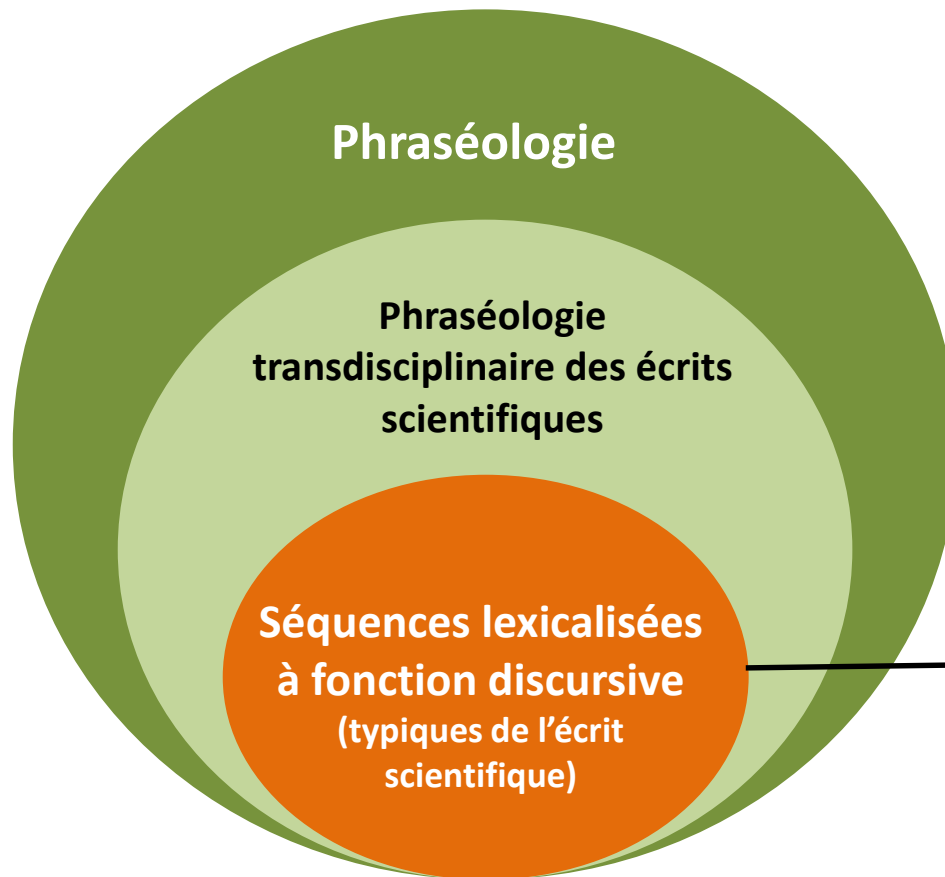 Phraséologie
Phraséologie
transdisciplinaire des écrits
scientifiques
Séquences lexicalisées
à fonction discursive
(typiques de l’écrit
scientifique)